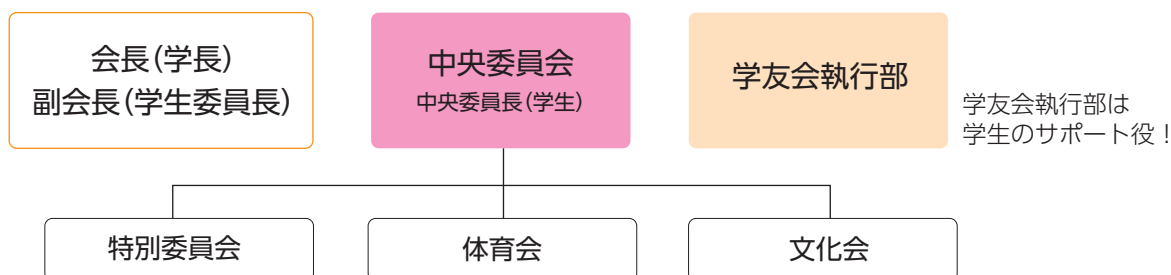 会長(学長)
副会長(学生委員長)
中央委員会
中央委員長(学生)
学友会執行部
学友会執行部は
学生のサポート役!
特別委員会
体育会
文化会